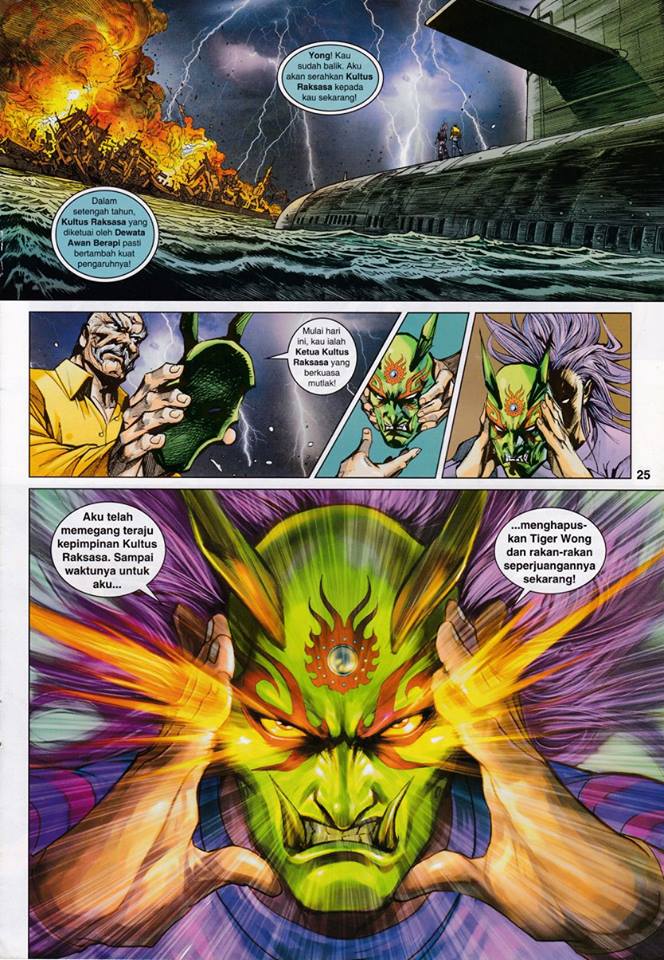 Yong! Kau
sudah balik. Aku
akan serahkan Kultus
Raksasa kepada
kau sekarang!
Dalam
setengah tahun,
Kultus Raksasa yang
diketuai oleh Dewata
Awan Berapi pasti
bertambah kuat
pengaruhnya!
Mulai hari
ini, kau ialah
Ketua Kultus
Raksasa yang
berkuasa
mutlak!
25
Aku telah
memegang teraju
kepimpinan Kultus
Raksasa. Sampai
waktunya untuk
aku...
...menghapus-
kan Tiger Wong
dan rakan-rakan
seperjuangannya
sekarang!